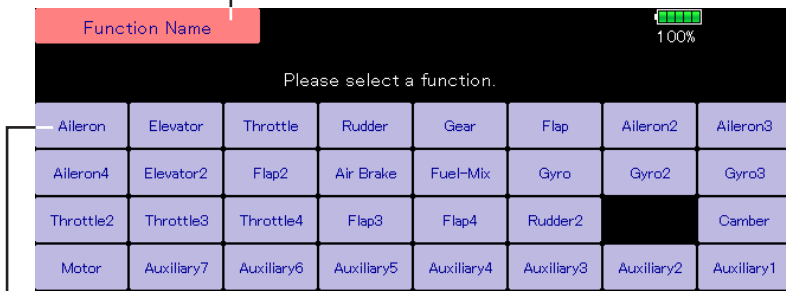 Function Name
100%
Please select a function.
Aileron Elevator Throttle Rudder Gear Flap Aileron2 Aileron3
Aileron4 Elevator2 Flap2 Air Brake Fuel-Mix Gyro Gyro2 Gyro3
Throttle2 Throttle3 Throttle4 Flap3 Flap4 Rudder2 Camber
Motor Auxiliary7 Auxiliary6 Auxiliary5 Auxiliary4 Auxiliary3 Auxiliary2 Auxiliary1